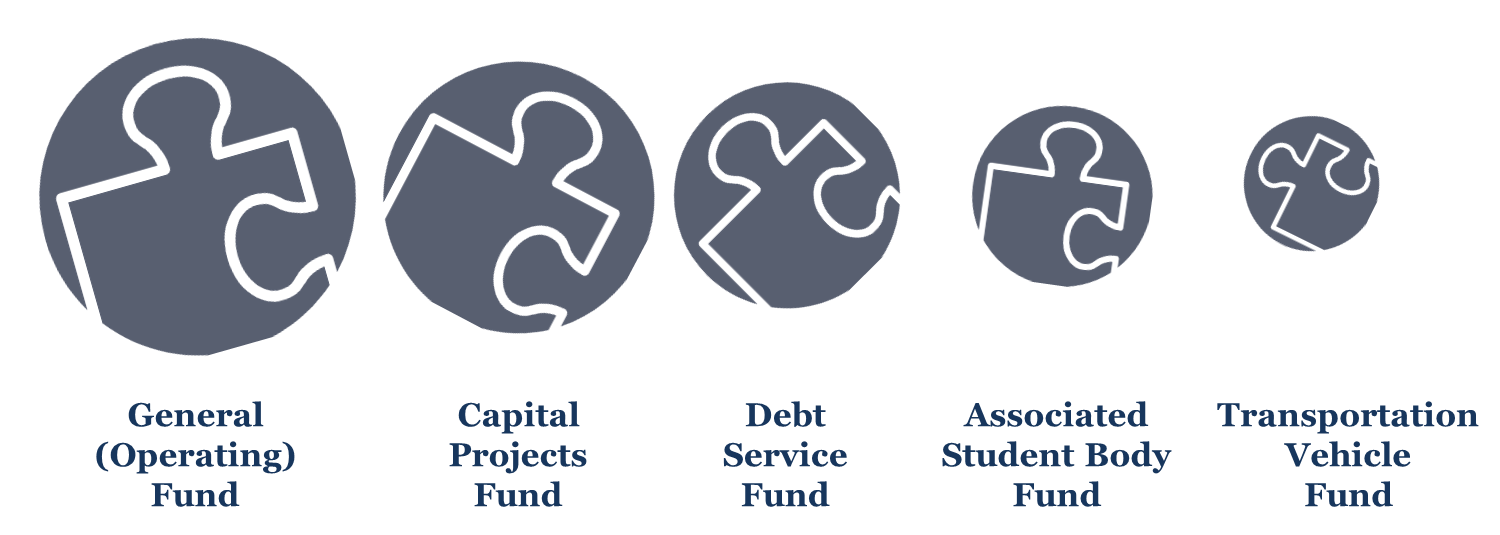 General
(Operating)
Fund
Capital
Projects
Fund
Debt
Service
Fund
Associated
Student Body
Fund
Transportation
Vehicle
Fund